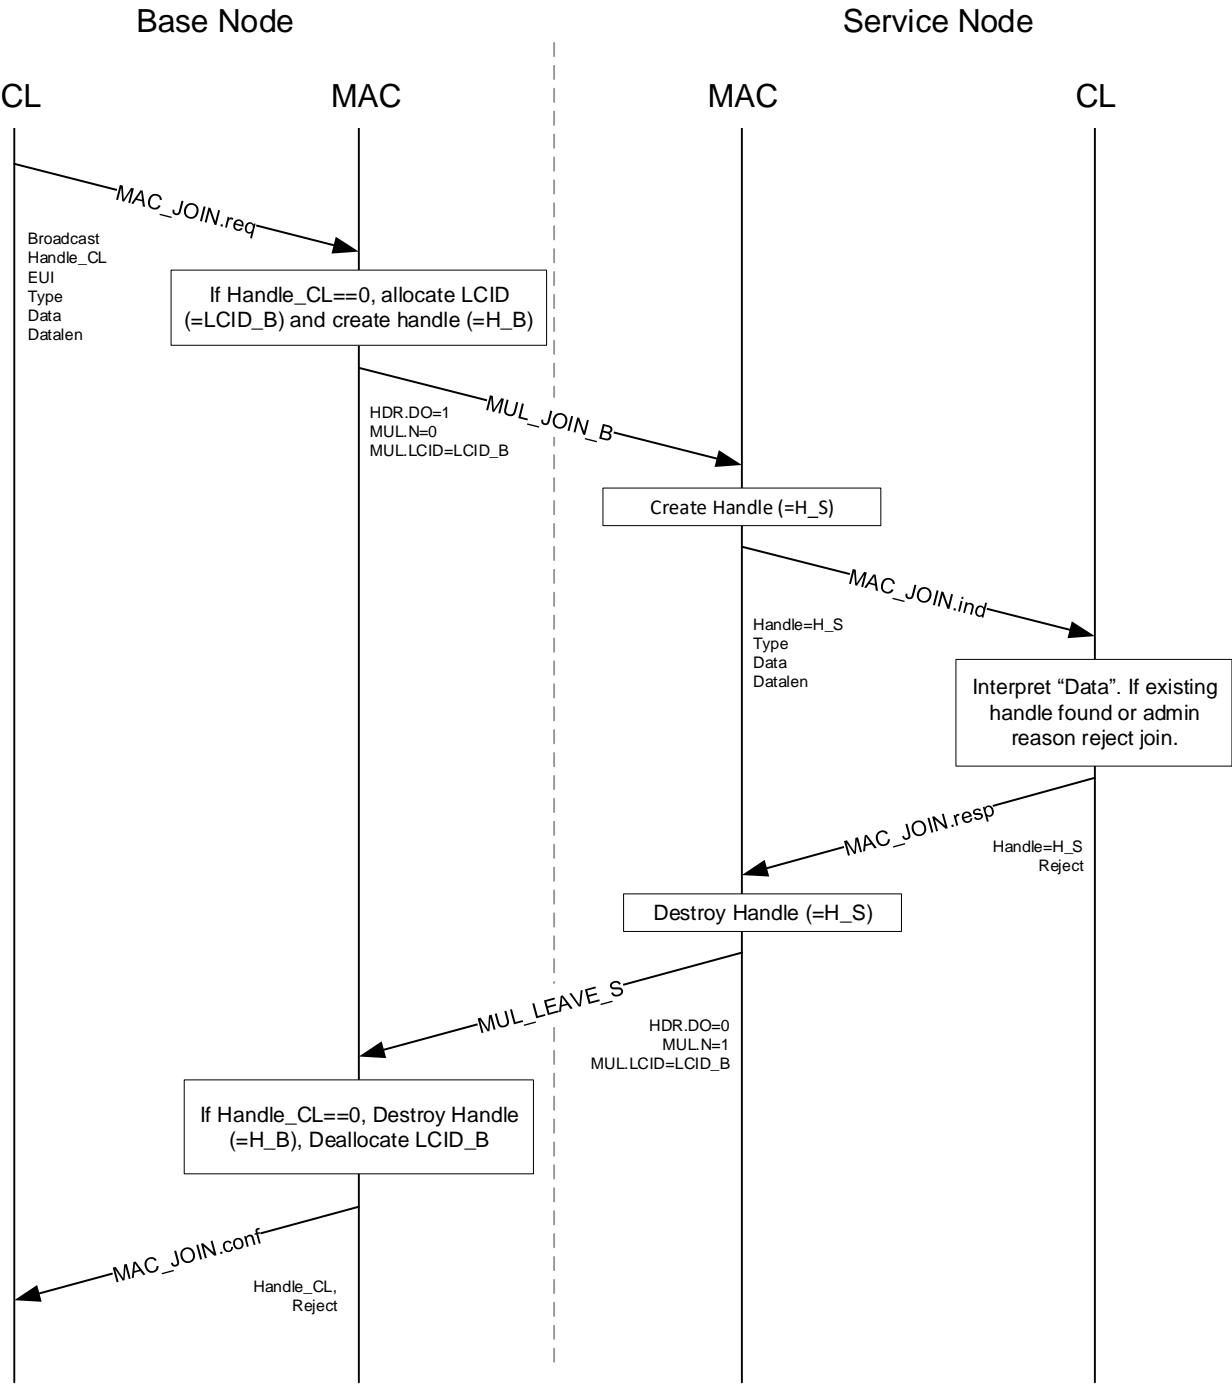 Base Node
Service Node
CL
MAC
MAC
CL
MAC_JOIN.req
Broadcast
Handle_CL
EUI
Type
Data
Datalen
If Handle_CL==0, allocate LCID
(=LCID_B) and create handle (=H_B)
MUL_JOIN_B
HDR.DO=1
MUL.N=0
MUL.LCID=LCID_B
Create Handle (=H_S)
MAC_JOIN.ind
Handle=H_S
Type
Data
Datalen
Interpret “Data”. If existing
handle found or admin
reason reject join.
MAC_JOIN.resp
Handle=H_S
Reject
Destroy Handle (=H_S)
MUL_LEAVE_S
HDR.DO=0
MUL.N=1
MUL.LCID=LCID_B
If Handle_CL==0, Destroy Handle
(=H_B), Deallocate LCID_B
MAC_JOIN.conf
Handle_CL,
Reject